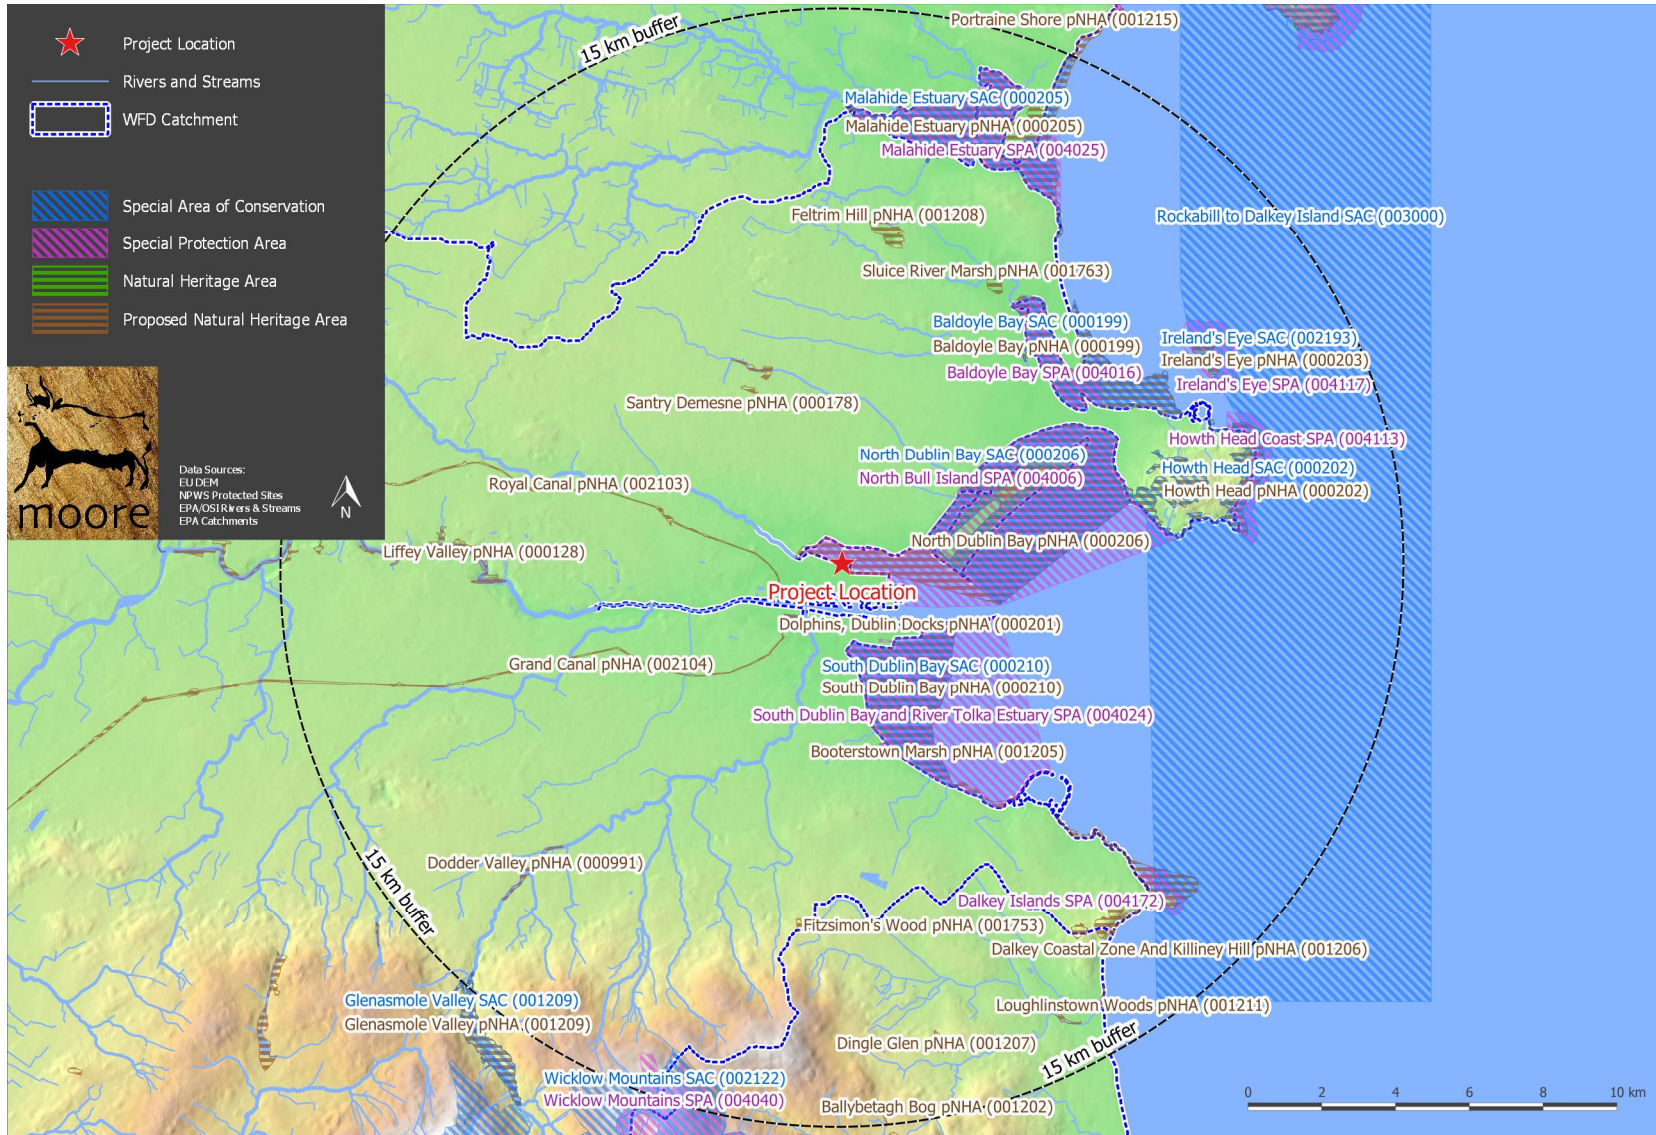 Project Location
Rivers and Streams
WFD Catchment
Special Area of Conservation
Special Protection Area
Natural Heritage Area
Proposed Natural Heritage Area
moore
Data Sources:
EU DEM
NPWS Protected Sites
EPA/OSI Rivers & Streams
EPA Catchments
N
15 km buffer
Portraine Shore pNHA (001215)
Malahide Estuary SAC (000205)
Malahide Estuary pNHA (000205)
Malahide Estuary SPA (004025)
Feltrim Hill pNHA (001208)
Rockabill to Dalkey Island SAC (003000)
Sluice River Marsh pNHA (001763)
Baldoyle Bay SAC (000199)
Baldoyle Bay pNHA (000199)
Baldoyle Bay SPA (004016)
Ireland's Eye SAC (002193)
Ireland's Eye pNHA (000203)
Ireland's Eye SPA (004117)
Santry Demesne pNHA (000178)
Howth Head Coast SPA (004113)
Howth Head SAC (000202)
Howth Head pNHA (000202)
North Dublin Bay SAC (000206)
North Bull Island SPA (004006)
Royal Canal pNHA (002103)
North Dublin Bay pNHA (000206)
Liffey Valley pNHA (000128)
Project Location
Dolphins, Dublin Docks pNHA (000201)
Grand Canal pNHA (002104)
South Dublin Bay SAC (000210)
South Dublin Bay pNHA (000210)
South Dublin Bay and River Tolka Estuary SPA (004024)
Booterstown Marsh pNHA (001205)
Dodder Valley pNHA (000991)
15 km buffer
Dalkey Islands SPA (004172)
Fitzsimon's Wood pNHA (001753)
Dalkey Coastal Zone And Killiney Hill pNHA (001206)
Glenasmole Valley SAC (001209)
Glenasmole Valley pNHA (001209)
Loughlinstown Woods pNHA (001211)
Dingle Glen pNHA (001207)
15 km buffer
Wicklow Mountains SAC (002122)
Wicklow Mountains SPA (004040)
Ballybetagh Bog pNHA (001202)
0 2 4 6 8 10 km